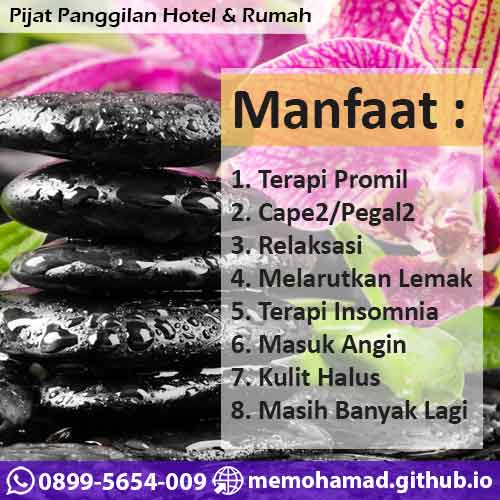 Pijat Panggilan Hotel & Rumah
Manfaat :
1. Terapi Promil
2. Cape2/Pegal2
3. Relaksasi
4. Melarutkan Lemak
5. Terapi Insomnia
6. Masuk Angin
7. Kulit Halus
8. Masih Banyak Lagi
0899-5654-009 memohamad.github.io